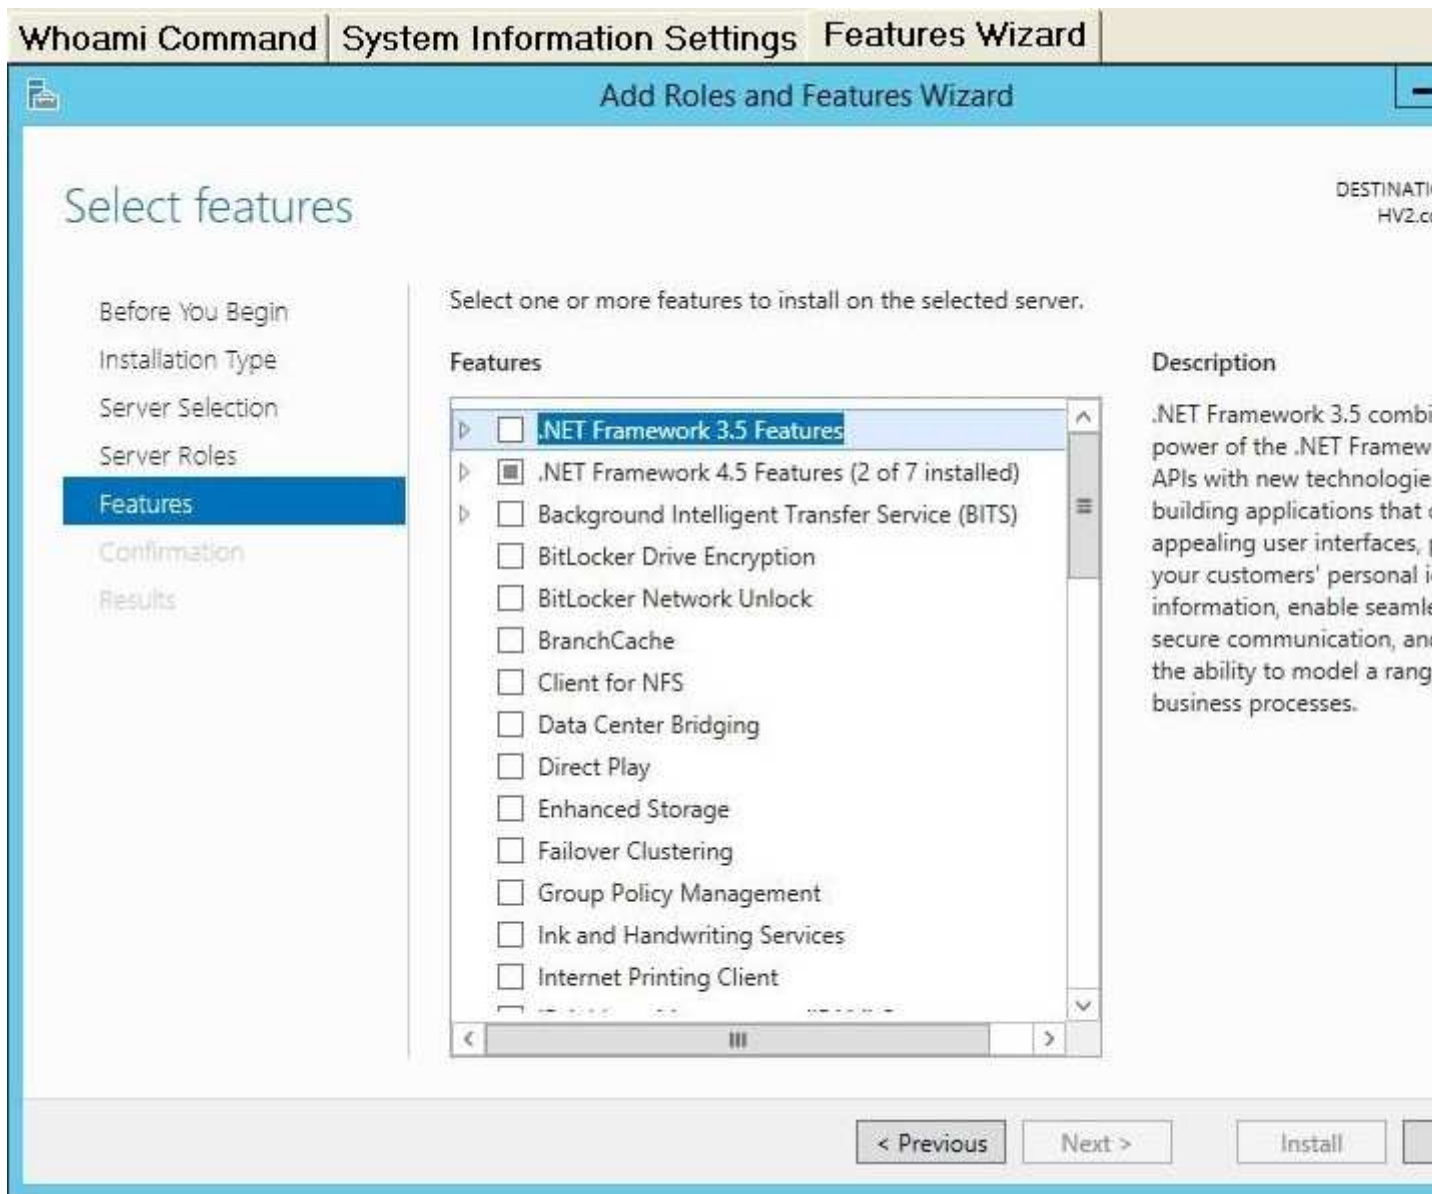 Whoami Command
System Information Settings
Features Wizard
Add Roles and Features Wizard
Select features
DESTINATI
HV2.c
Before You Begin
Installation Type
Server Selection
Server Roles
Features
Confirmation
Results
Select one or more features to install on the selected server.
Features
.NET Framework 3.5 Features
.NET Framework 4.5 Features (2 of 7 installed)
Background Intelligent Transfer Service (BITS)
BitLocker Drive Encryption
BitLocker Network Unlock
BranchCache
Client for NFS
Data Center Bridging
Direct Play
Enhanced Storage
Failover Clustering
Group Policy Management
Ink and Handwriting Services
Internet Printing Client
Description
.NET Framework 3.5 combi
power of the .NET Framew
APIs with new technologie
building applications that
appealing user interfaces,
your customers' personal
information, enable seamle
secure communication, and
the ability to model a rang
business processes.
< Previous
Next >
Install